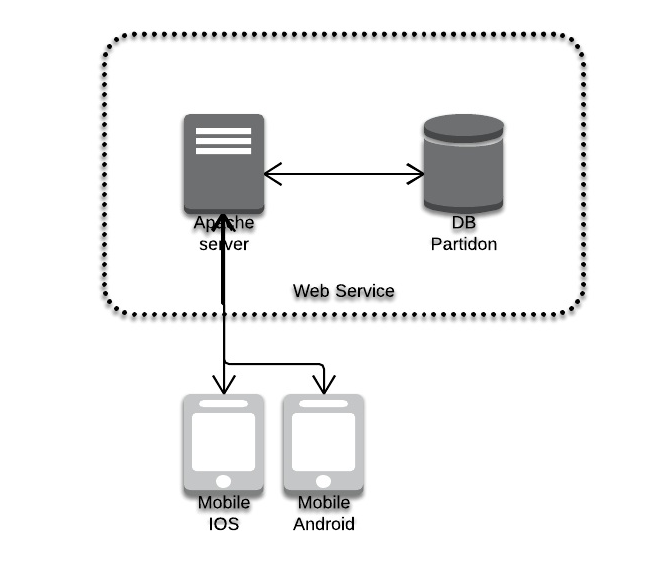 Apache
server
DB
Partidon
Web Service
Mobile
IOS
Mobile
Android